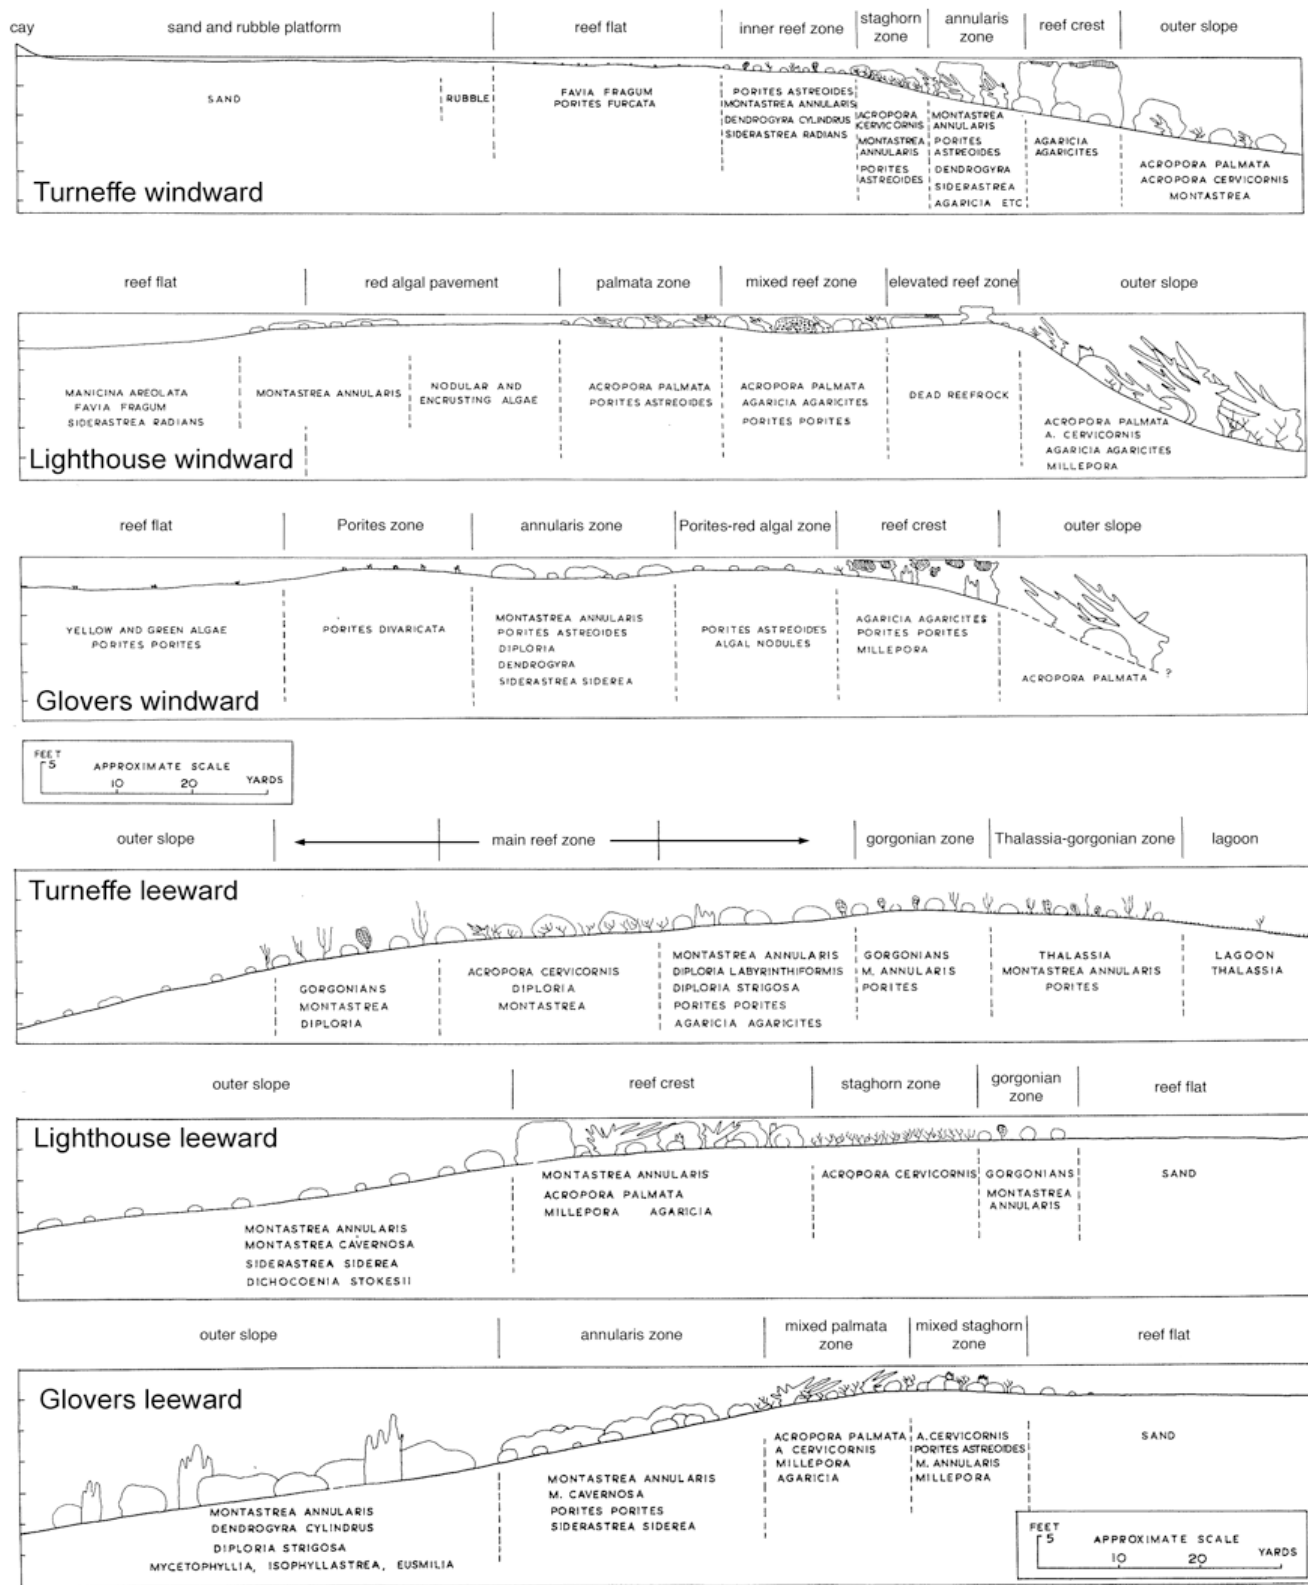 cay sand and rubble platform reef flat inner reef zone staghorn zone annularis zone reef crest outer slope
SAND
RUBBLE
FAVIA FRAGUM
PORITES FURCATA
PORITES ASTREOIDES
MONTASTREA ANNULARIS
DENDROGYRA CYLINDRUS
SIDERASTREA RADIANS
ACROPORA
CERVICORNIS
MONTASTREA
ANNULARIS
PORITES
ASTREOIDES
MONTASTREA
ANNULARIS
PORITES
ASTREOIDES
DENDROGYRA
SIDERASTREA
AGARICIA ETC
AGARICIA
AGARICITES
ACROPORA PALMATA
ACROPORA CERVICORNIS
MONTASTREA
Turneffe windward
reef flat red algal pavement palmata zone mixed reef zone elevated reef zone outer slope
MANICINA AREOLATA
FAVIA FRAGUM
SIDERASTREA RADIANS
MONTASTREA ANNULARIS
NODULAR AND
ENCRUSTING ALGAE
ACROPORA PALMATA
PORITES ASTREOIDES
ACROPORA PALMATA
AGARICIA AGARICITES
PORITES PORITES
DEAD REEFROCK
ACROPORA PALMATA
A. CERVICORNIS
AGARICIA AGARICITES
MILLEPORA
Lighthouse windward
reef flat Porites zone annularis zone Porites-red algal zone reef crest outer slope
YELLOW AND GREEN ALGAE
PORITES PORITES
PORITES DIVARICATA
MONTASTREA ANNULARIS
PORITES ASTREOIDES
DIPLORIA
DENDROGYRA
SIDERASTREA SIDEREA
PORITES ASTREOIDES
ALGAL NODULES
AGARICIA AGARICITES
PORITES PORITES
MILLEPORA
ACROPORA PALMATA ?
Glovers windward
FEET
5 APPROXIMATE SCALE
10 20 YARDS
outer slope main reef zone gorgonian zone Thalassia-gorgonian zone lagoon
Turneffe leeward
GORGONIANS
MONTASTREA
DIPLORIA
ACROPORA CERVICORNIS
DIPLORIA
MONTASTREA
MONTASTREA ANNULARIS
DIPLORIA LABYRINTHIFORMIS
DIPLORIA STRIGOSA
PORITES PORITES
AGARICIA AGARICITES
GORGONIANS
M. ANNULARIS
PORITES
THALASSIA
MONTASTREA ANNULARIS
PORITES
LAGOON
THALASSIA
outer slope reef crest staghorn zone gorgonian zone reef flat
Lighthouse leeward
MONTASTREA ANNULARIS
MONTASTREA CAVERNOSA
SIDERASTREA SIDEREA
DICHOCOENIA STOKESII
MONTASTREA ANNULARIS
ACROPORA PALMATA
MILLEPORA AGARICIA
ACROPORA CERVICORNIS
GORGONIANS
MONTASTREA
ANNULARIS
SAND
outer slope annularis zone mixed palmata zone mixed staghorn zone reef flat
Glovers leeward
MONTASTREA ANNULARIS
DENDROGYRA CYLINDRUS
DIPLORIA STRIGOSA
MYCETOPHYLLIA, ISOPHYLLASTREA, EUSMILIA
MONTASTREA ANNULARIS
M. CAVERNOSA
PORITES PORITES
SIDERASTREA SIDEREA
ACROPORA PALMATA
A CERVICORNIS
MILLEPORA
AGARICIA
A. CERVICORNIS
PORITES ASTREOIDES
M. ANNULARIS
MILLEPORA
SAND
FEET
5 APPROXIMATE SCALE
10 20 YARDS